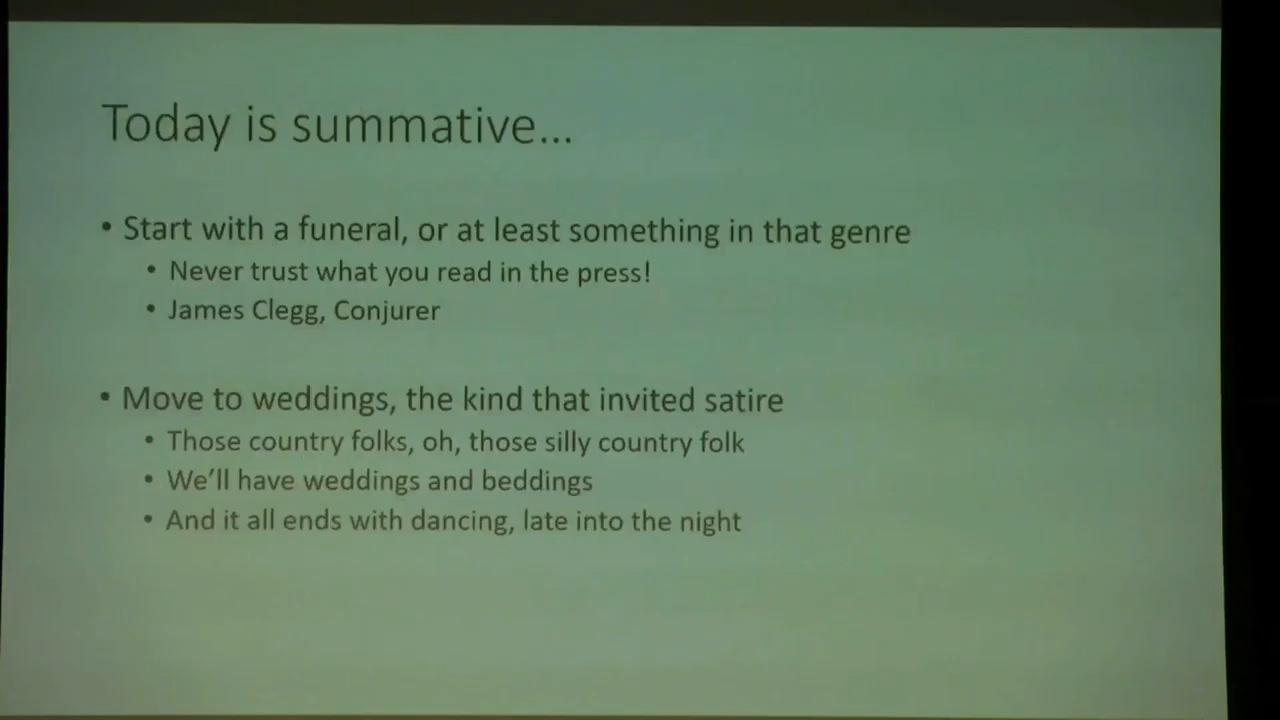 Today is summative...
• Start with a funeral, or at least something in that genre
• Never trust what you read in the press!
• James Clegg, Conjurer
• Move to weddings, the kind that invited satire
• Those country folks, oh, those silly country folk
• We'll have weddings and beddings
• And it all ends with dancing, late into the night